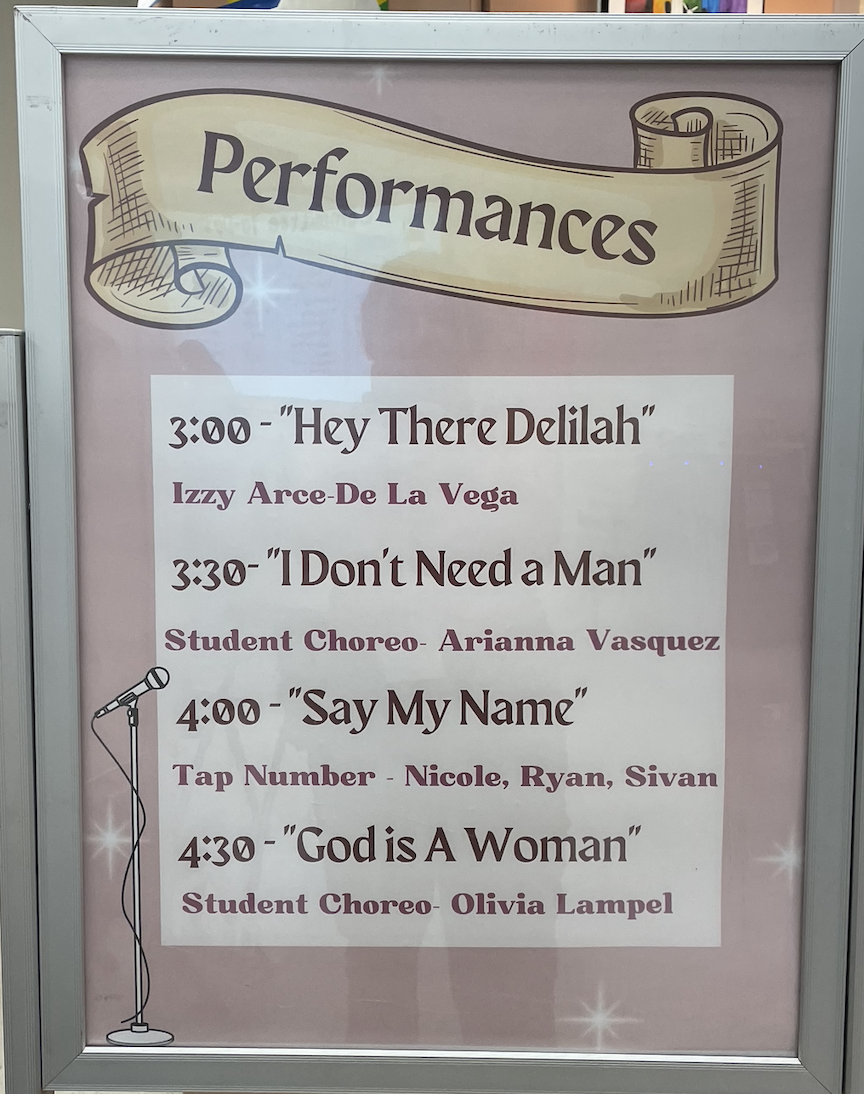 Performances
3:00 - "Hey There Delilah"
Izzy Arce-De La Vega
3:30- "I Don't Need a Man"
Student Choreo- Arianna Vasquez
4:00 - "Say My Name"
Tap Number - Nicole, Ryan, Sivan
4:30 - "God is A Woman"
Student Choreo- Olivia Lampel